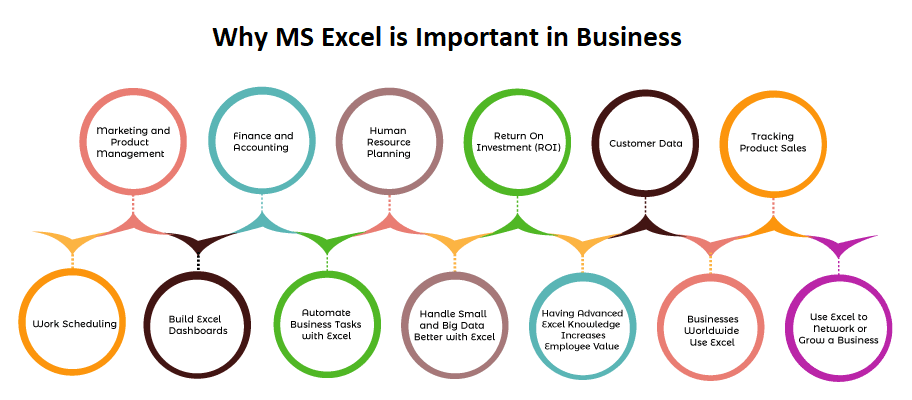 Why MS Excel is Important in Business
Marketing and
Product
Management
Finance and
Accounting
Human
Resource
Planning
Return On
Investment (ROI)
Customer Data
Tracking
Product Sales
Work Scheduling
Build Excel
Dashboards
Automate
Business Tasks
with Excel
Handle Small
and Big Data
Better with Excel
Having Advanced
Excel Knowledge
Increases
Employee Value
Businesses
Worldwide
Use Excel
Use Excel to
Network or
Grow a Business